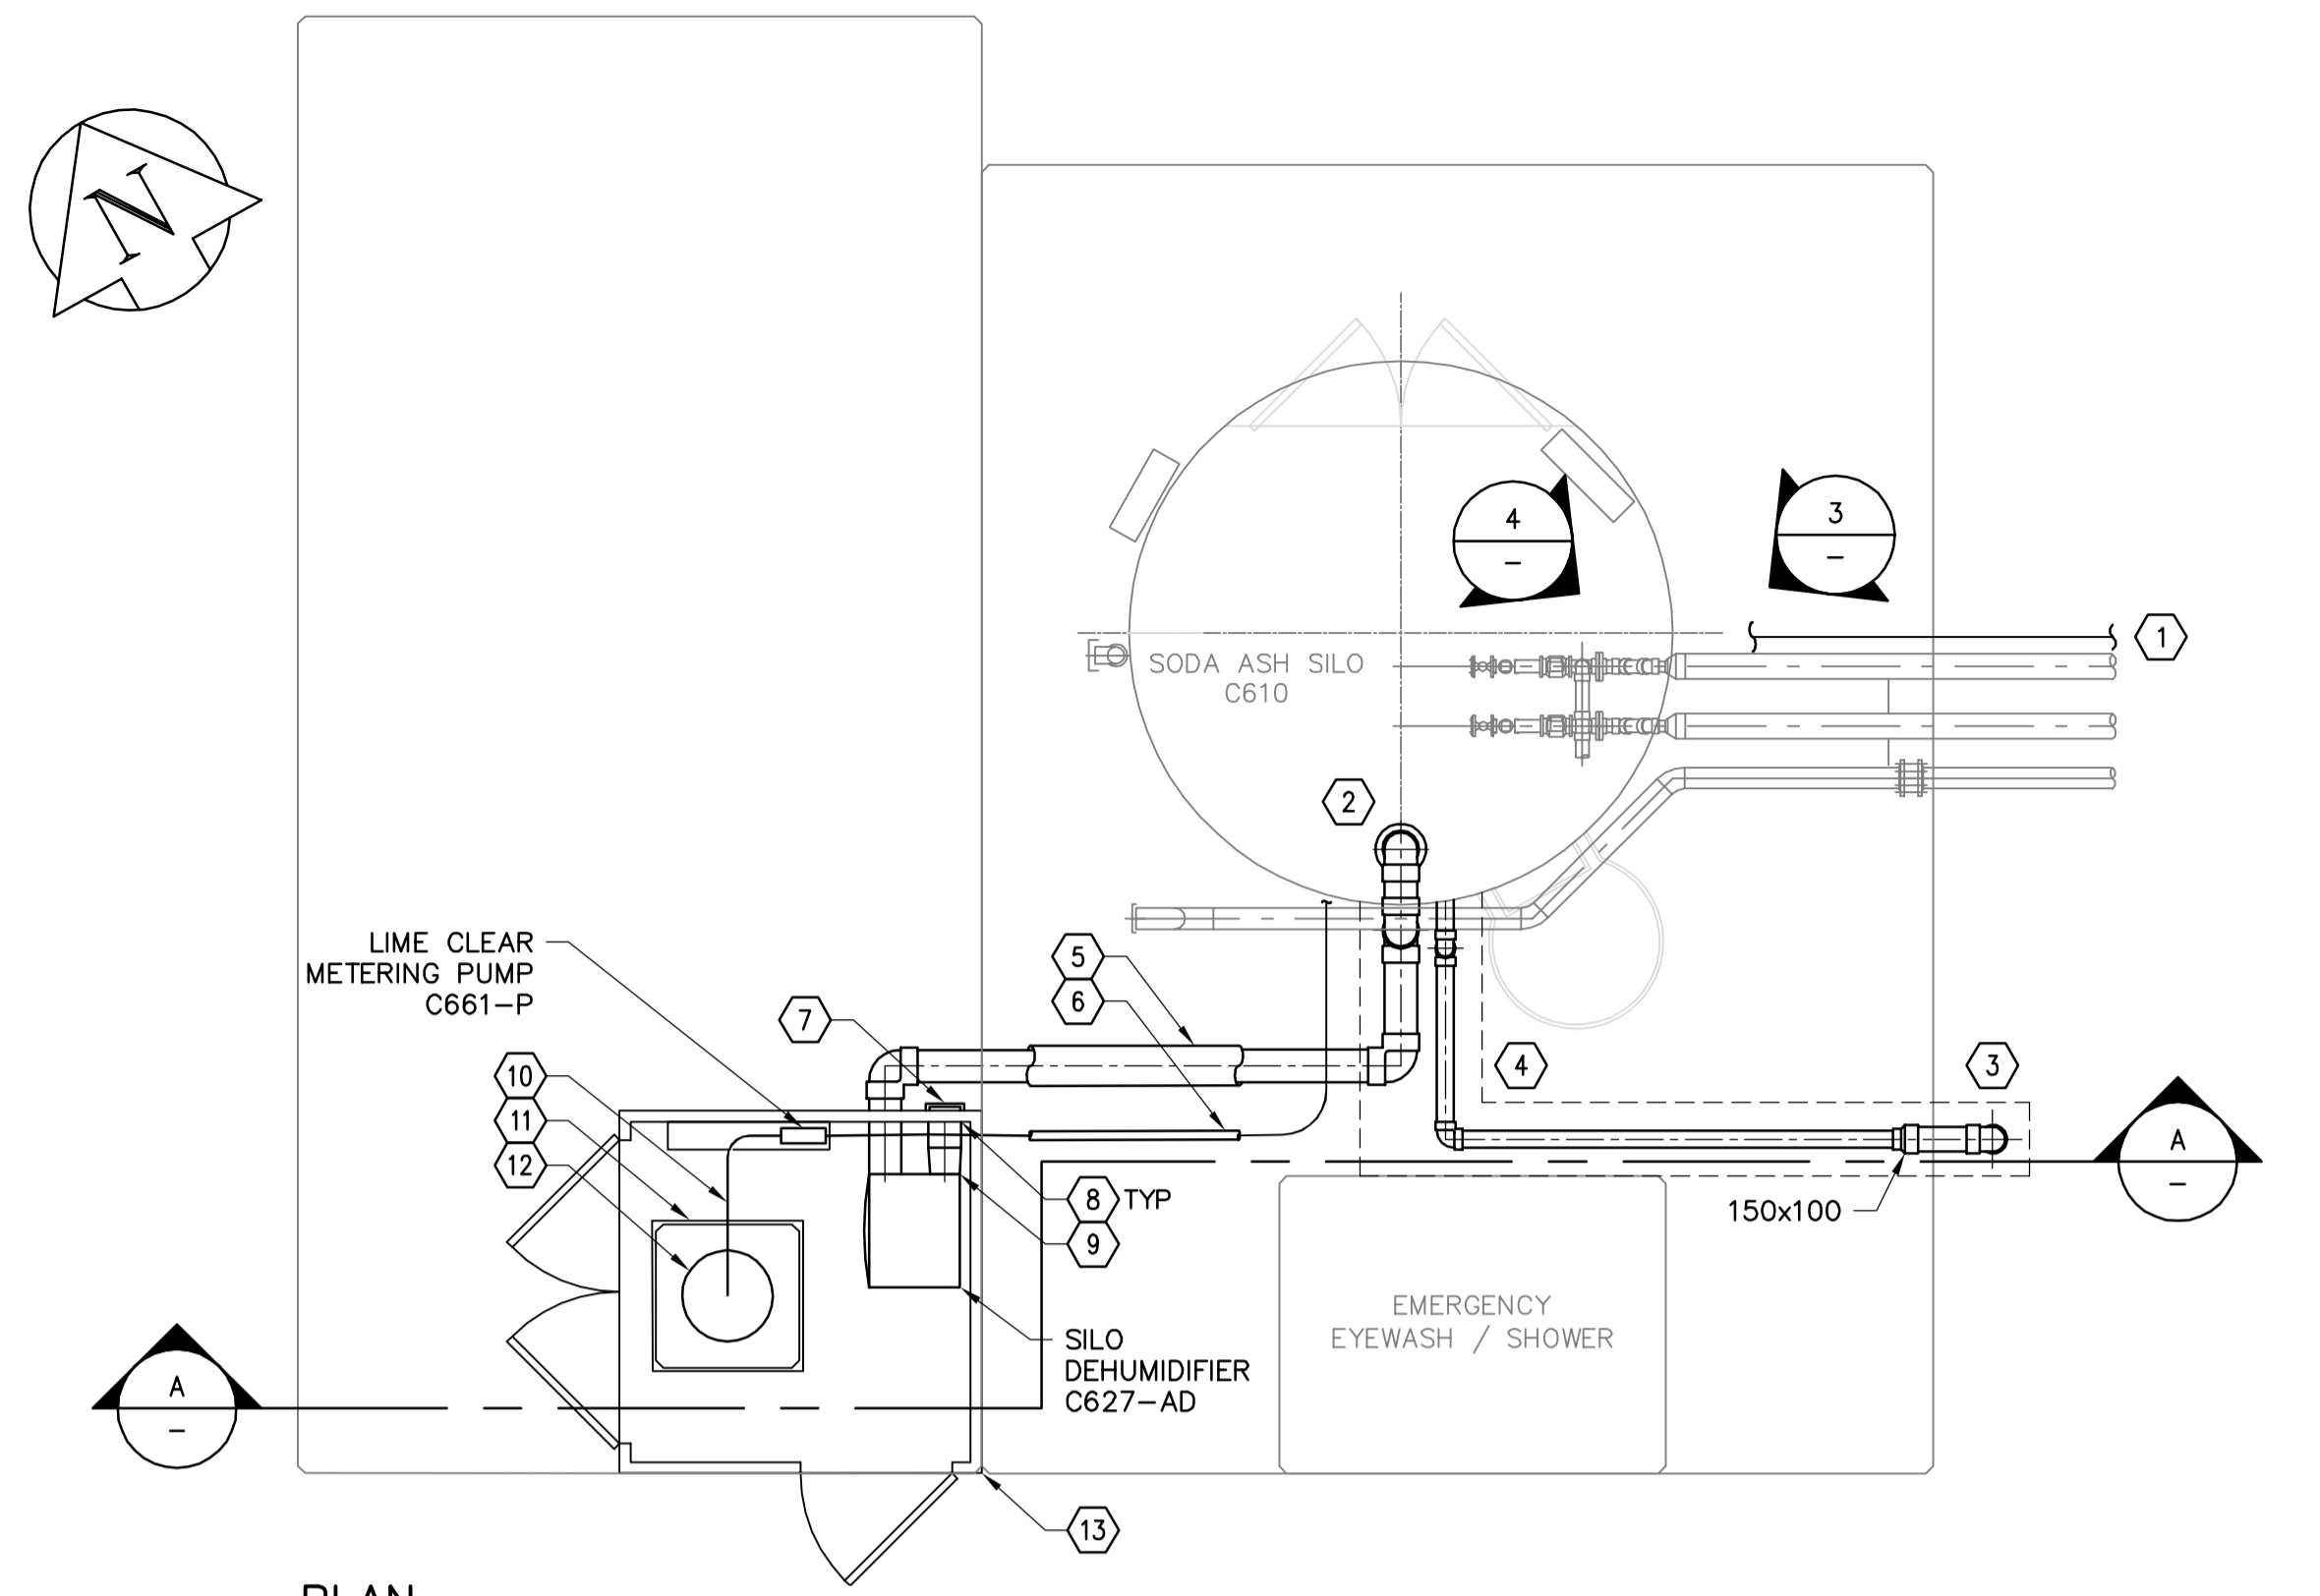 N
4
–
3
–
1
SODA ASH SILO
C610
2
LIME CLEAR
METERING PUMP
C661-P
5
6
7
4
3
10
11
12
A
–
8 TYP
9
150x100
EMERGENCY
EYEWASH / SHOWER
SILO
DEHUMIDIFIER
C627-AD
A
–
13
PLAN